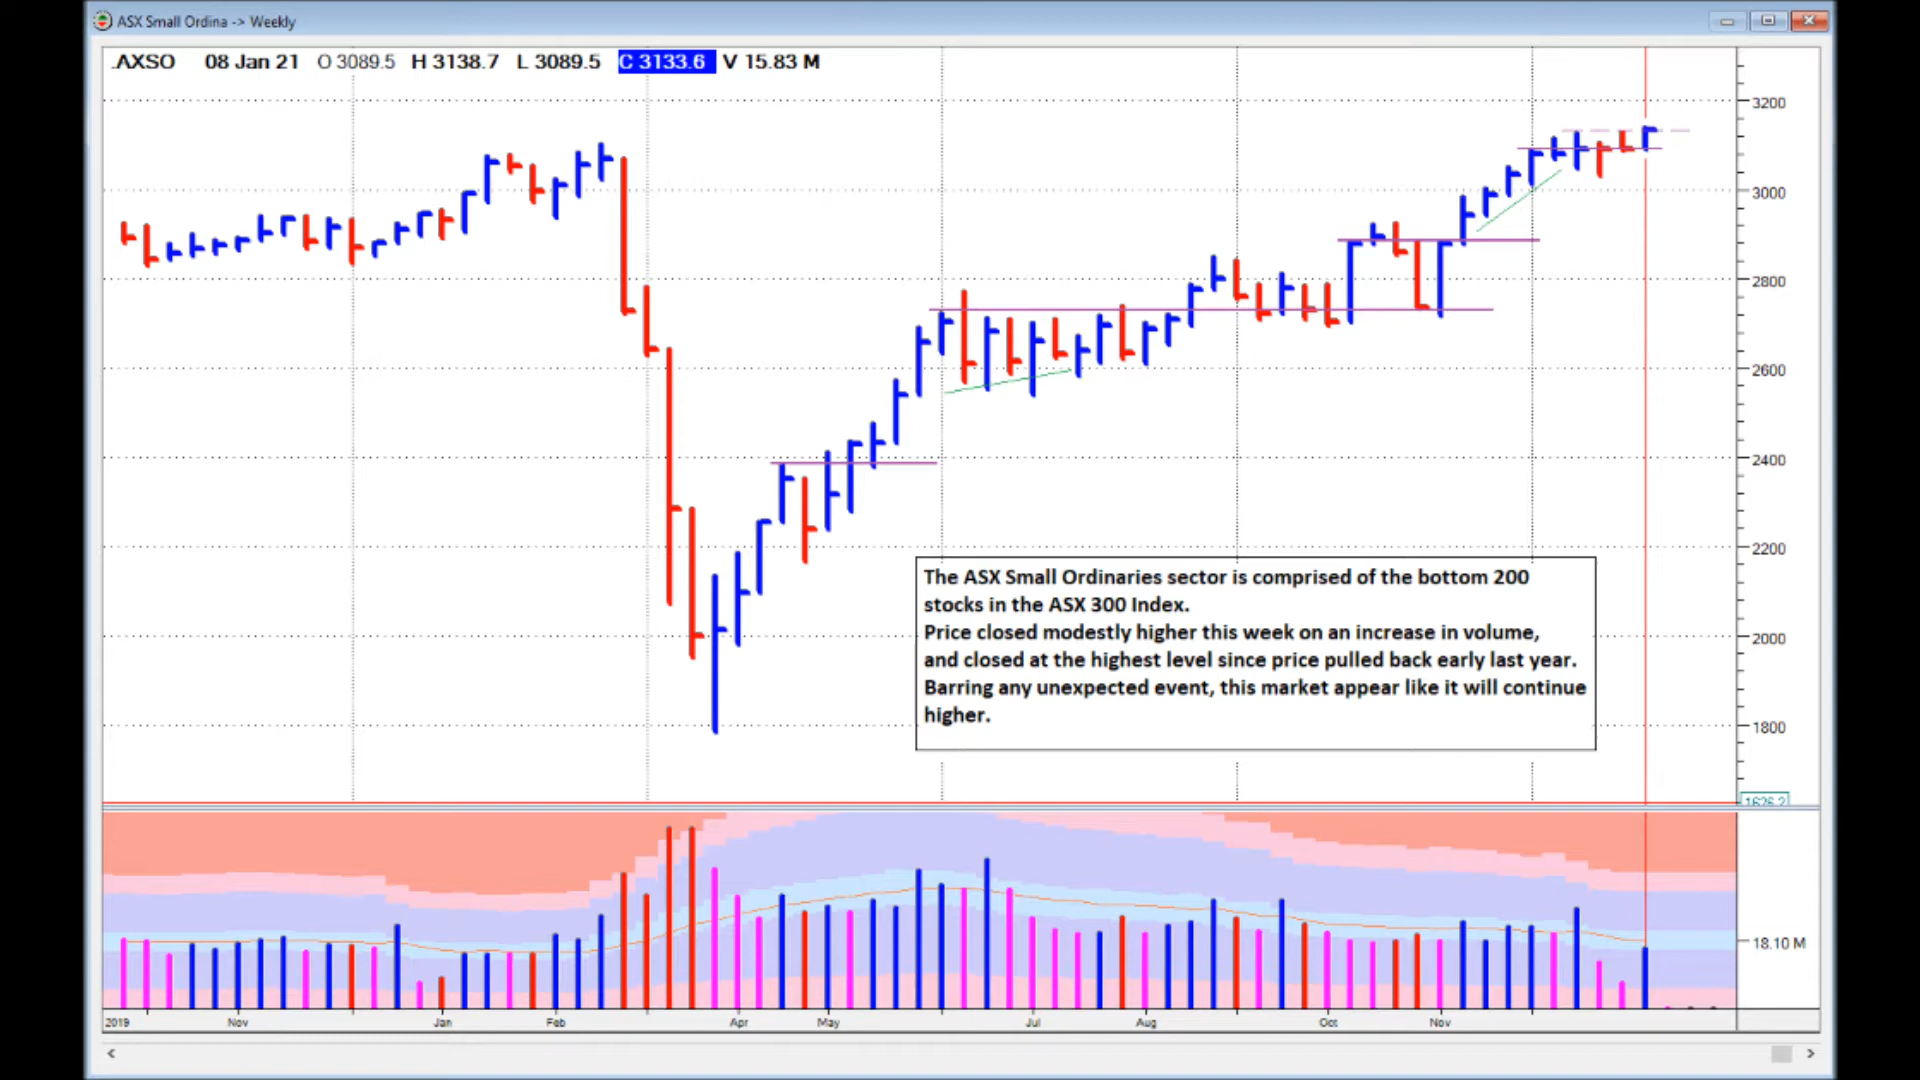 ASX Small Ordina -> Weekly
.AXSO 08 Jan 21 O 3089.5 H 3138.7 L 3089.5 C 3133.6 V 15.83 M
3200
3000
2800
2600
2400
2200
The ASX Small Ordinaries sector is comprised of the bottom 200
stocks in the ASX 300 Index.
Price closed modestly higher this week on an increase in volume,
and closed at the highest level since price pulled back early last year.
Barring any unexpected event, this market appear like it will continue
higher.
2000
1800
1626.2
18.10 M
2019 Nov Jan Feb Apr May Jul Aug Oct Nov